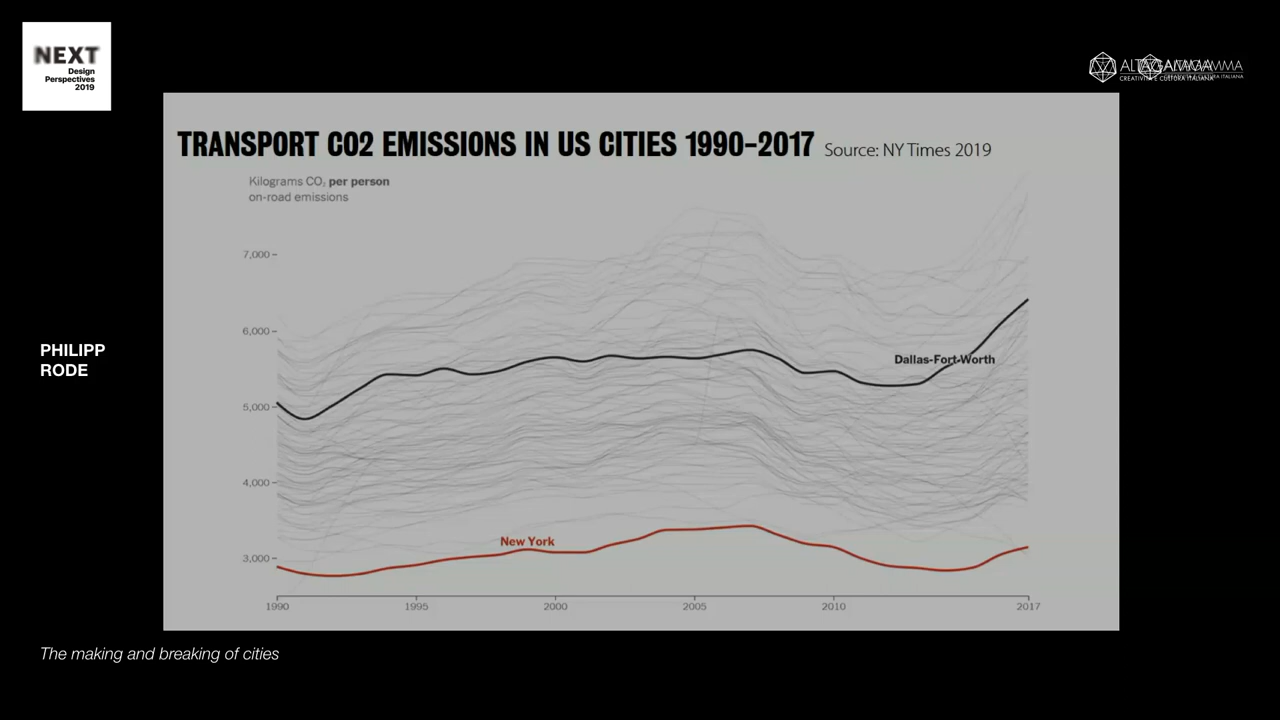 NEXT
Design
Perspectives
2019
ALTAGAMMA
CREATIVITÀ E CULTURA ITALIANA
TRANSPORT CO2 EMISSIONS IN US CITIES 1990–2017 Source: NY Times 2019
Kilograms CO₂ per person
on-road emissions
7,000
6,000
Dallas-Fort-Worth
5,000
4,000
New York
3,000
1990 1995 2000 2005 2010 2017
PHILIPP
RODE
The making and breaking of cities